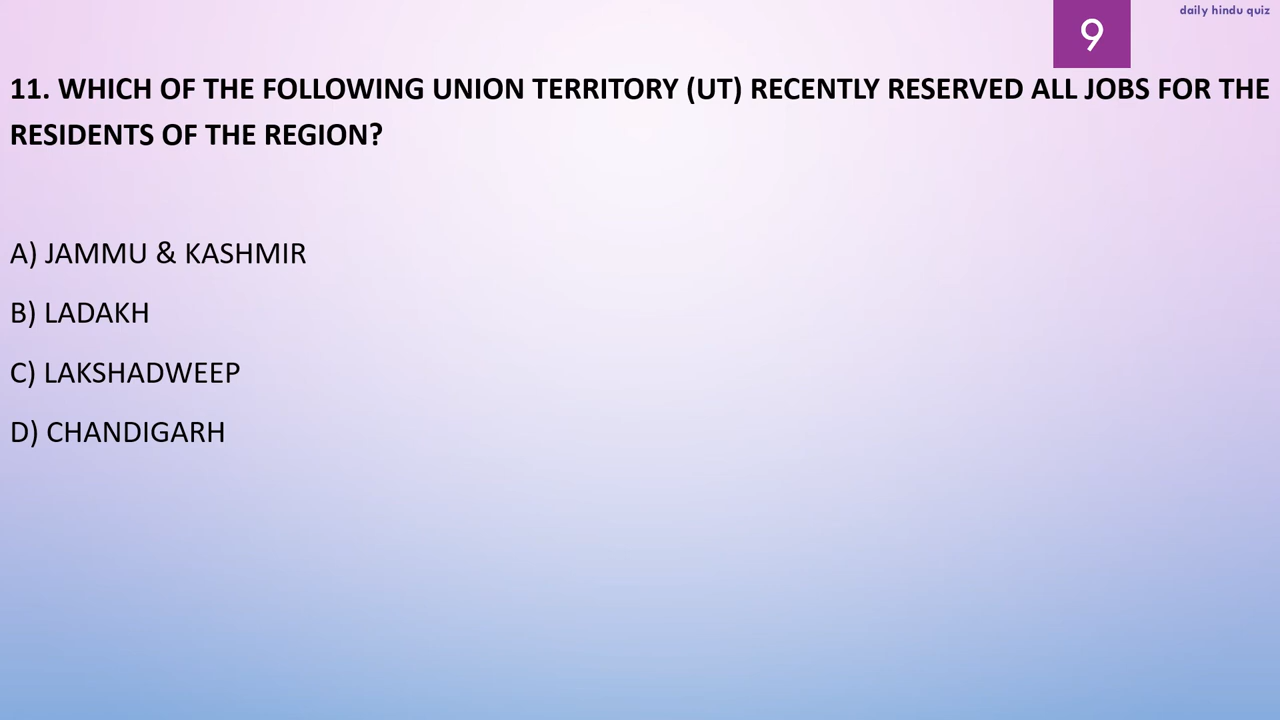 daily hindu quiz
9
11. WHICH OF THE FOLLOWING UNION TERRITORY (UT) RECENTLY RESERVED ALL JOBS FOR THE
RESIDENTS OF THE REGION?
A) JAMMU & KASHMIR
B) LADAKH
C) LAKSHADWEEP
D) CHANDIGARH